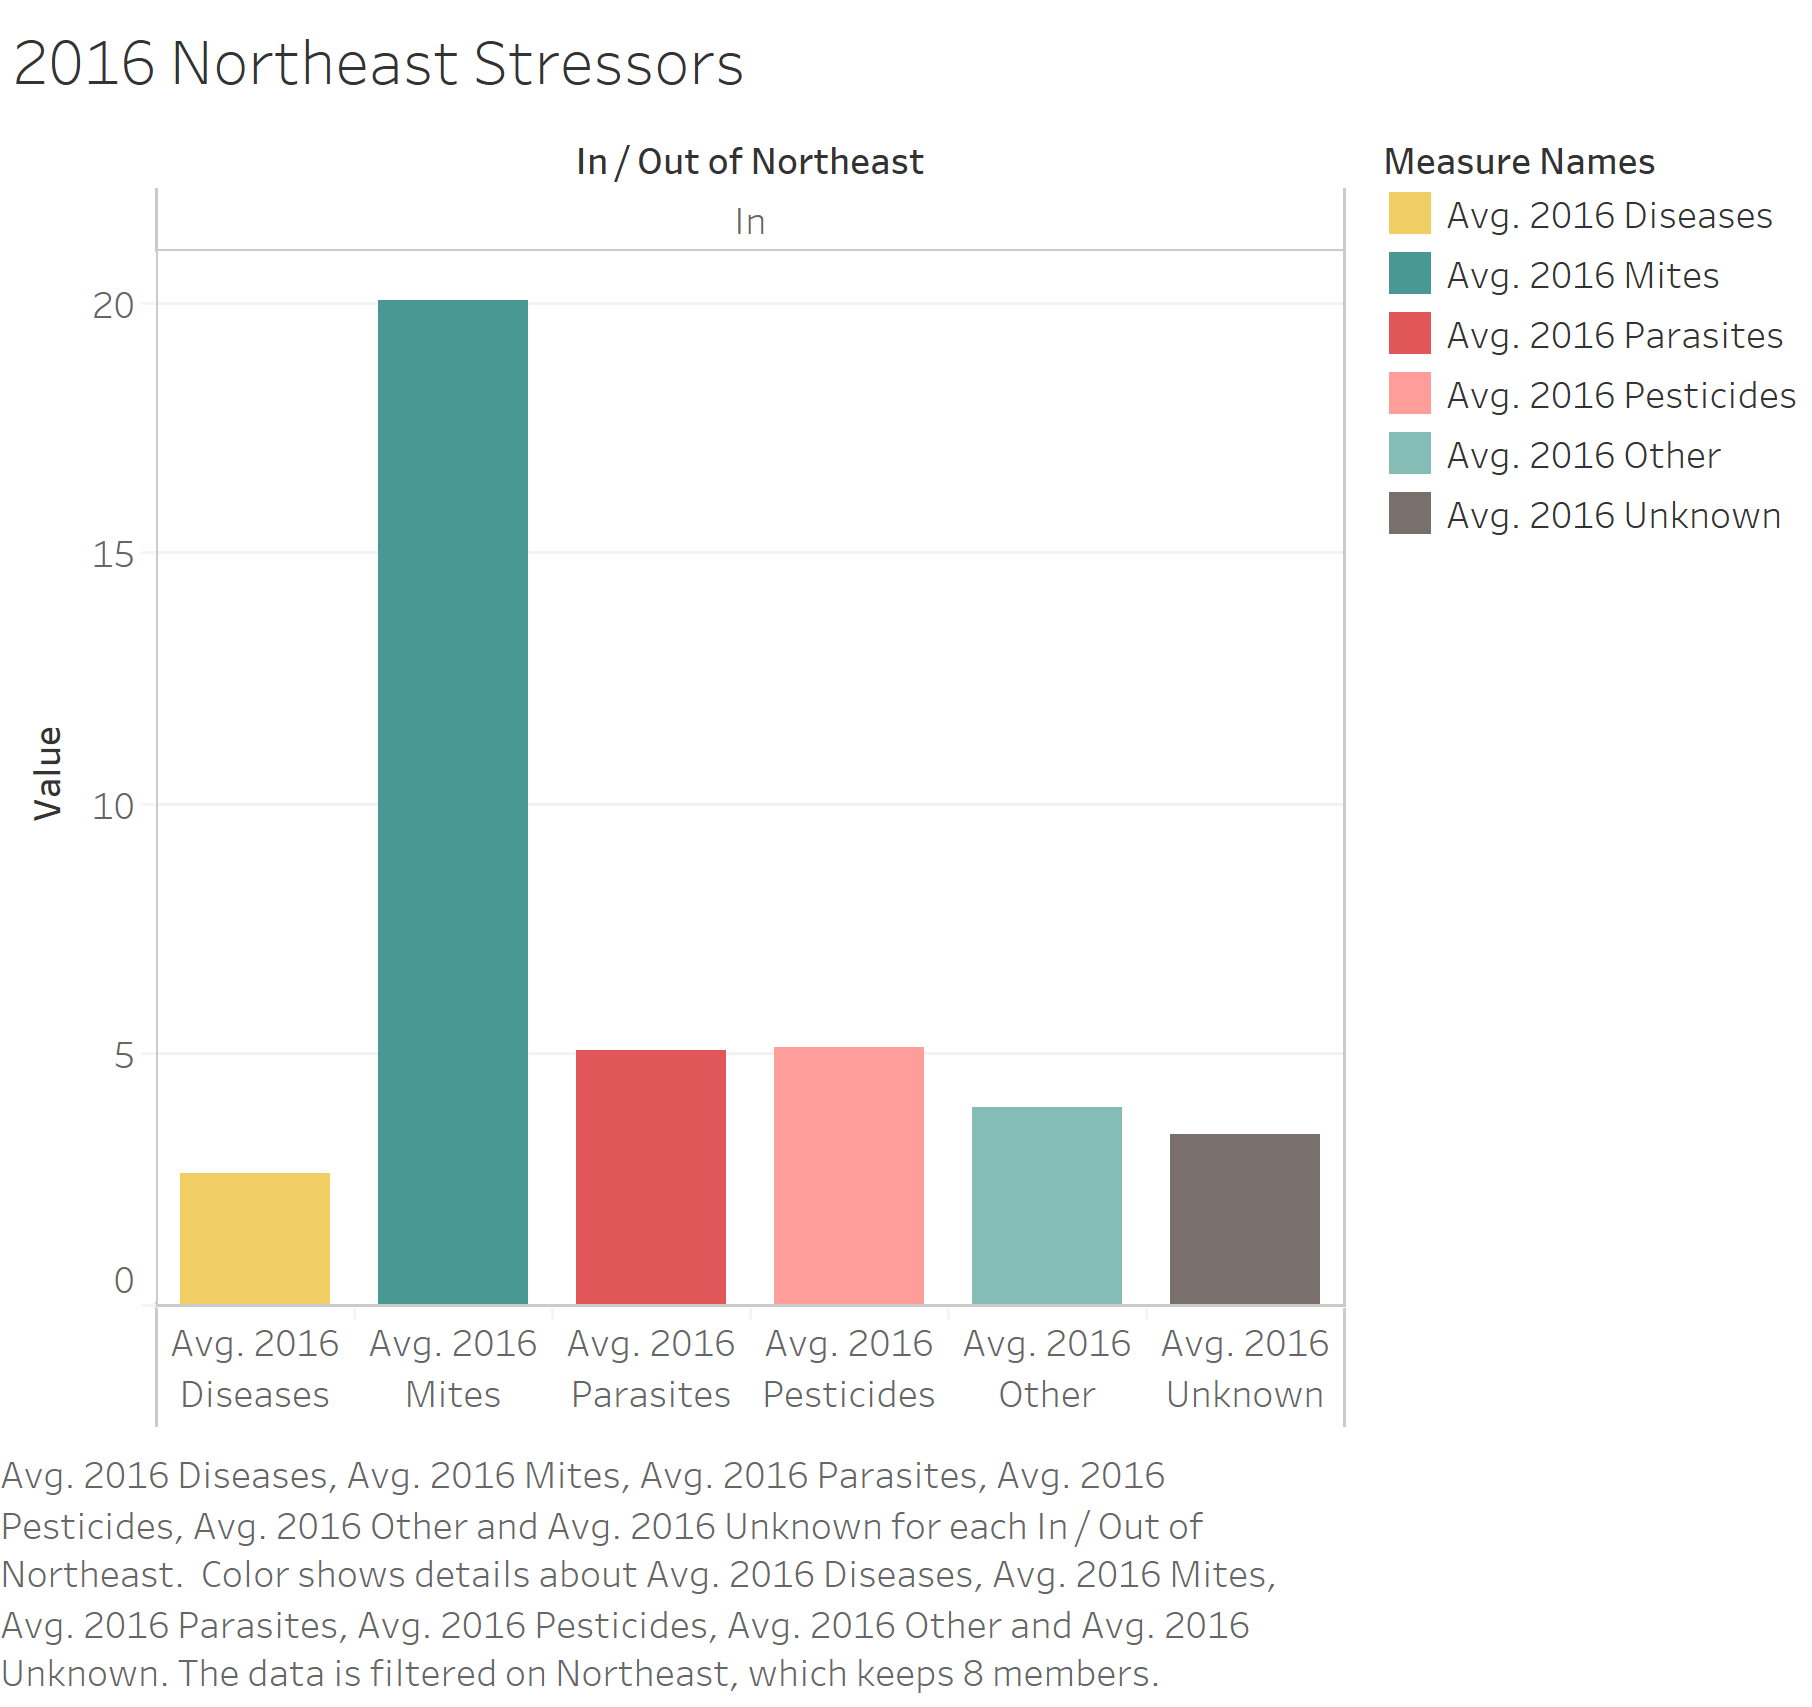 2016 Northeast Stressors
In / Out of Northeast
In
Measure Names
Avg. 2016 Diseases
Avg. 2016 Mites
Avg. 2016 Parasites
Avg. 2016 Pesticides
Avg. 2016 Other
Avg. 2016 Unknown
Value
20
15
10
5
0
Avg. 2016 Diseases
Avg. 2016 Mites
Avg. 2016 Parasites
Avg. 2016 Pesticides
Avg. 2016 Other
Avg. 2016 Unknown
Avg. 2016 Diseases, Avg. 2016 Mites, Avg. 2016 Parasites, Avg. 2016
Pesticides, Avg. 2016 Other and Avg. 2016 Unknown for each In / Out of
Northeast.  Color shows details about Avg. 2016 Diseases, Avg. 2016 Mites,
Avg. 2016 Parasites, Avg. 2016 Pesticides, Avg. 2016 Other and Avg. 2016
Unknown. The data is filtered on Northeast, which keeps 8 members.